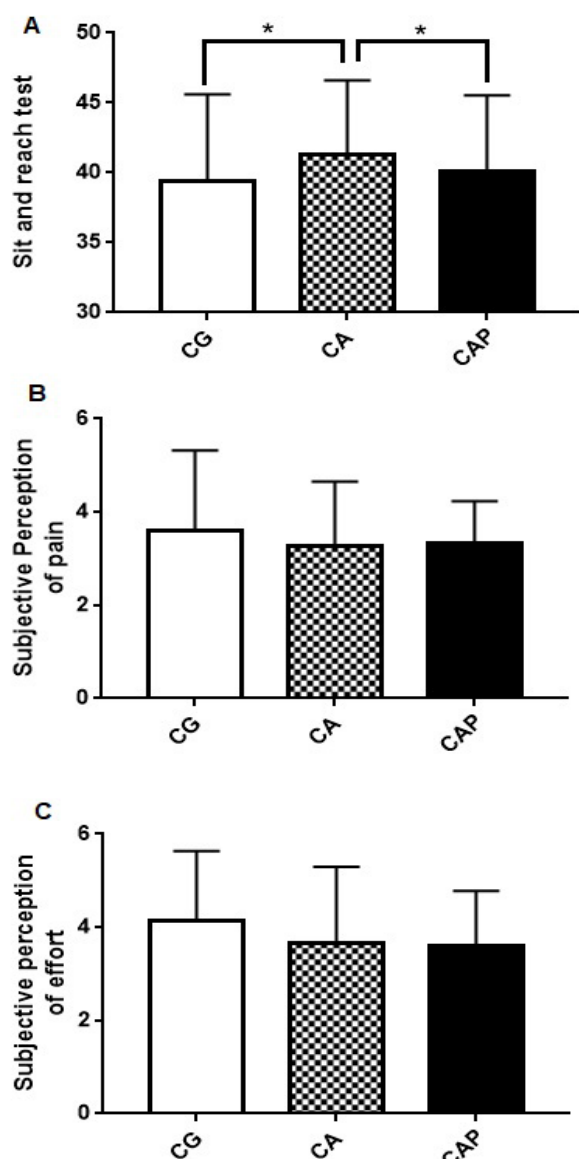 A
Sit and reach test
50
45
40
35
30
* *
CG CA CAP
B
Subjective Perception
of pain
6
4
2
0
CG CA CAP
C
Subjective perception
of effort
6
4
2
0
CG CA CAP